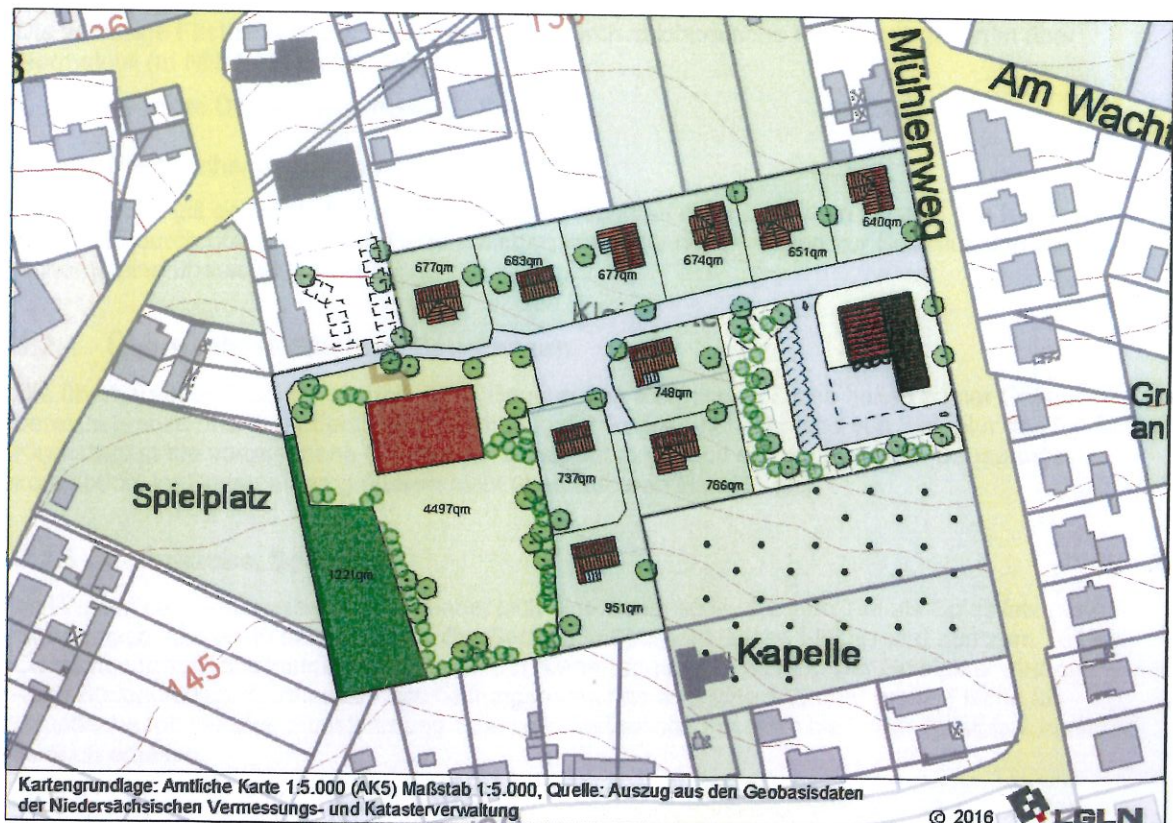 Mühlenweg
Am Wacht
640qm
651qm
674qm
677qm
683qm
677qm
748qm
737qm
766qm
Spielplatz
4497qm
1221qm
951qm
Kapelle
145
Gr
anl
Kartengrundlage: Amtliche Karte 1:5.000 (AK5) Maßstab 1:5.000, Quelle: Auszug aus den Geobasisdaten
der Niedersächsischen Vermessungs- und Katasterverwaltung
© 2016 LGLN